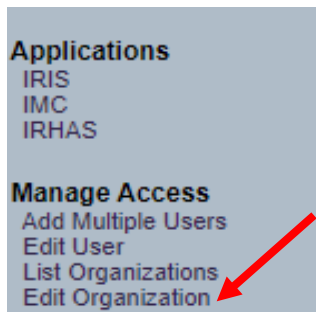 Applications
IRIS
IMC
IRHAS
Manage Access
Add Multiple Users
Edit User
List Organizations
Edit Organization